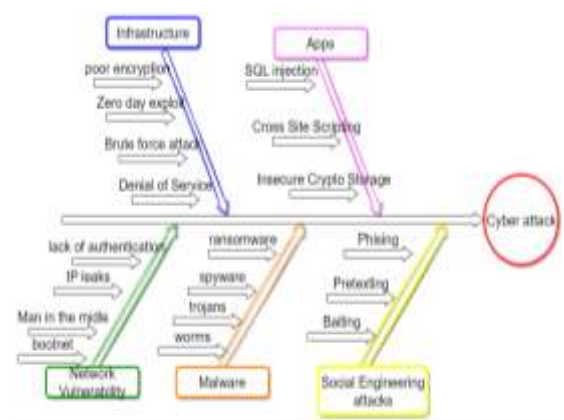 Infrastructure
Apps
poor encryption
Zero day exploit
Brute force attack
Denial of Service
SQL injection
Cross Site Scripting
Insecure Crypto Storage
Cyber attack
lack of authentication
IP leaks
Man in the midle
bootnet
Network
Vulnerability
ransomware
spyware
trojans
worms
Malware
Phising
Pretexting
Baiting
Social Engineering
attacks